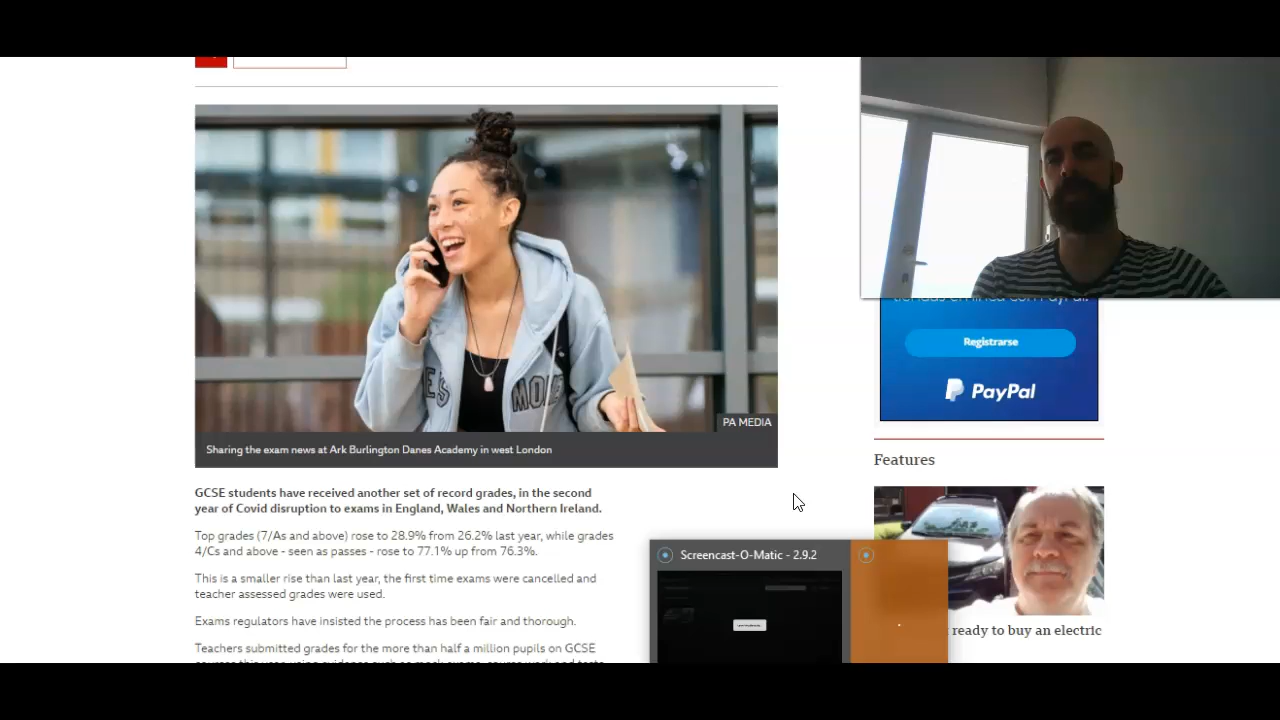 PA MEDIA
Sharing the exam news at Ark Burlington Danes Academy in west London
GCSE students have received another set of record grades, in the second
year of Covid disruption to exams in England, Wales and Northern Ireland.
Top grades (7/As and above) rose to 28.9% from 26.2% last year, while grades
4/Cs and above - seen as passes - rose to 77.1% up from 76.3%.
This is a smaller rise than last year, the first time exams were cancelled and
teacher assessed grades were used.
Exams regulators have insisted the process has been fair and thorough.
Teachers submitted grades for the more than half a million pupils on GCSE
con PayPal.
Registrarse
PayPal
Features
ready to buy an electric
Screencast-O-Matic - 2.9.2